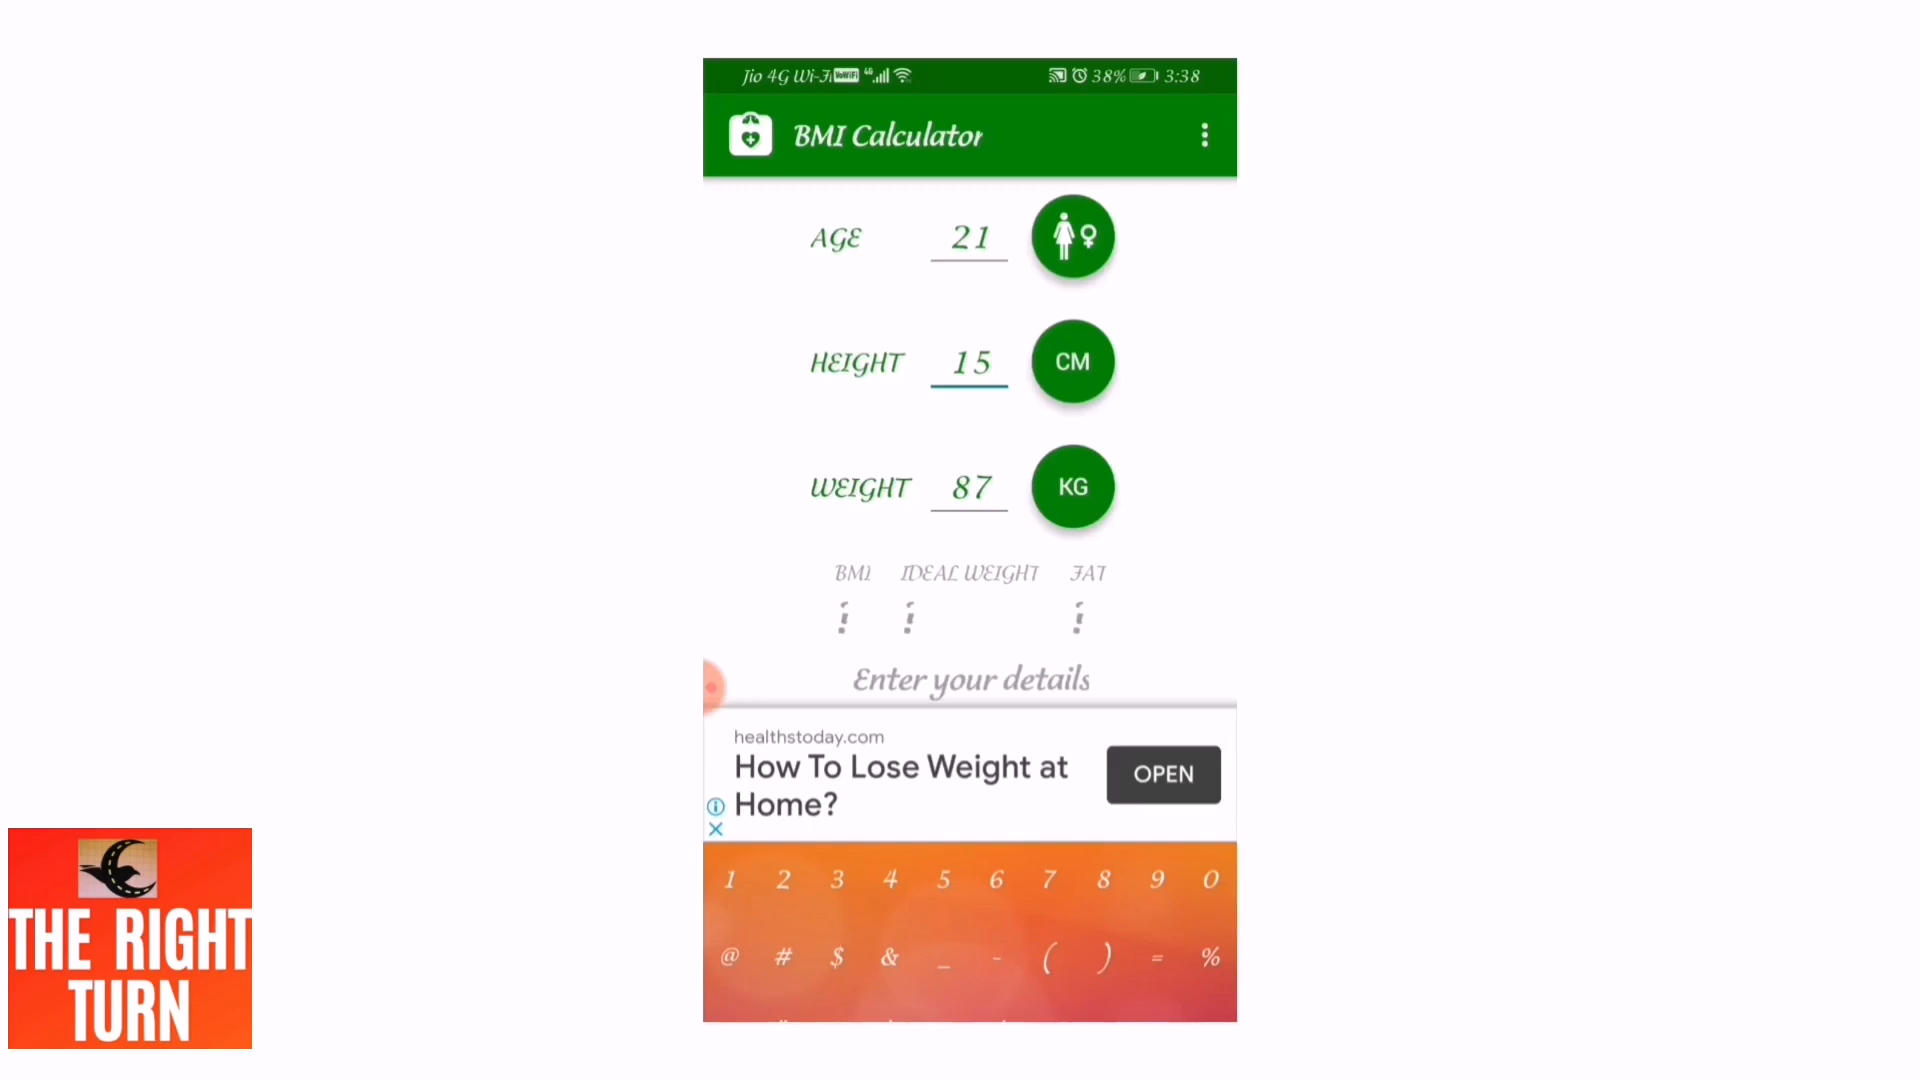 Jio 4G Wi-Fi VoWiFi 4G 38% 3:38
BMI Calculator
AGE 21
HEIGHT 15 CM
WEIGHT 87 KG
BMI IDEAL WEIGHT FAT
Enter your details
healthstoday.com
How To Lose Weight at
Home?
OPEN
1 2 3 4 5 6 7 8 9 0
@ # $ & _ - ( ) = %
THE RIGHT
TURN